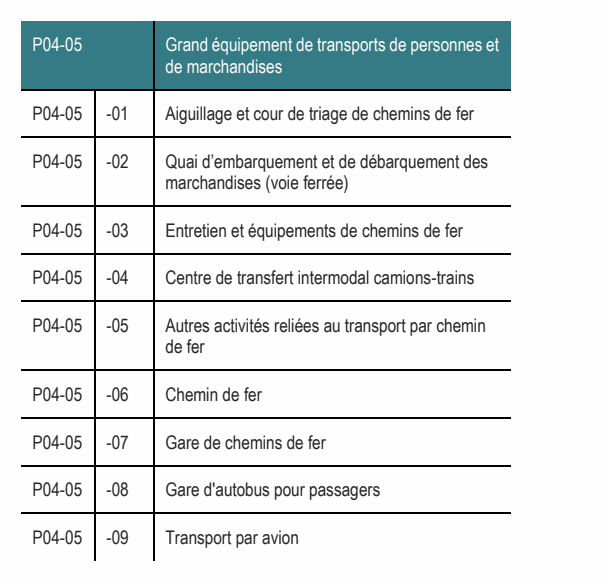 P04-05 Grand équipement de transports de personnes et
de marchandises
P04-05 -01 Aiguillage et cour de triage de chemins de fer
P04-05 -02 Quai d’embarquement et de débarquement des
marchandises (voie ferrée)
P04-05 -03 Entretien et équipements de chemins de fer
P04-05 -04 Centre de transfert intermodal camions-trains
P04-05 -05 Autres activités reliées au transport par chemin
de fer
P04-05 -06 Chemin de fer
P04-05 -07 Gare de chemins de fer
P04-05 -08 Gare d'autobus pour passagers
P04-05 -09 Transport par avion